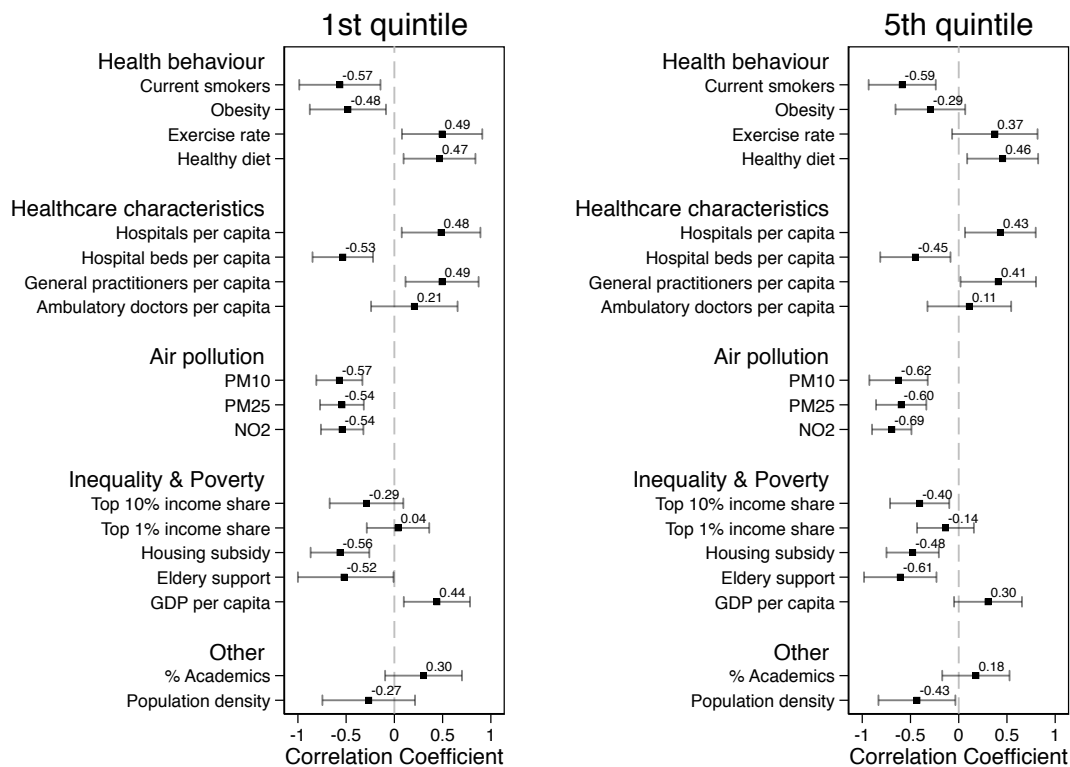 1st quintile
Health behaviour
Current smokers -0.57
Obesity -0.48
Exercise rate 0.49
Healthy diet 0.47
Healthcare characteristics
Hospitals per capita 0.48
Hospital beds per capita -0.53
General practitioners per capita 0.49
Ambulatory doctors per capita 0.21
Air pollution
PM10 -0.57
PM25 -0.54
NO2 -0.54
Inequality & Poverty
Top 10% income share -0.29
Top 1% income share 0.04
Housing subsidy -0.56
Eldery support -0.52
GDP per capita 0.44
Other
% Academics 0.30
Population density -0.27
-1 -0.5 0 0.5 1
Correlation Coefficient
5th quintile
Health behaviour
Current smokers -0.59
Obesity -0.29
Exercise rate 0.37
Healthy diet 0.46
Healthcare characteristics
Hospitals per capita 0.43
Hospital beds per capita -0.45
General practitioners per capita 0.41
Ambulatory doctors per capita 0.11
Air pollution
PM10 -0.62
PM25 -0.60
NO2 -0.69
Inequality & Poverty
Top 10% income share -0.40
Top 1% income share -0.14
Housing subsidy -0.48
Eldery support -0.61
GDP per capita 0.30
Other
% Academics 0.18
Population density -0.43
-1 -0.5 0 0.5 1
Correlation Coefficient